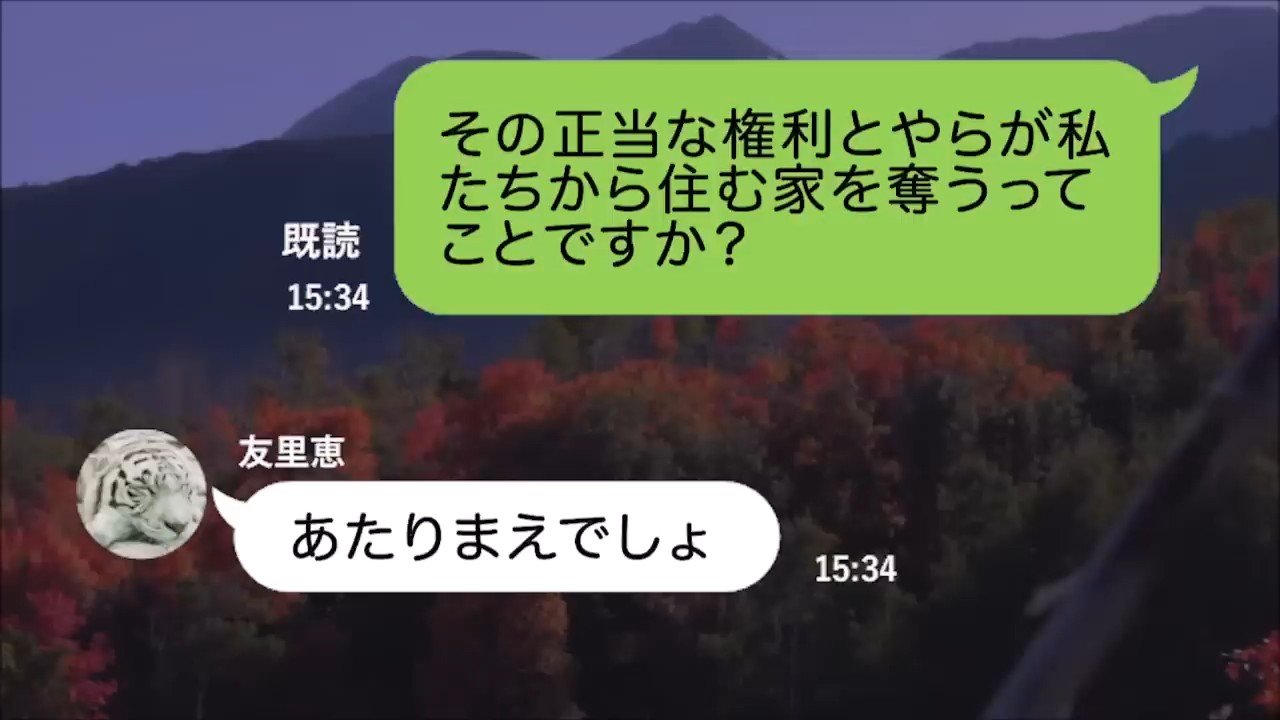 その正当な権利とやらが私
たちから住む家を奪うって
ことですか？
既読
15:34
友里恵
あたりまえでしょ
15:34